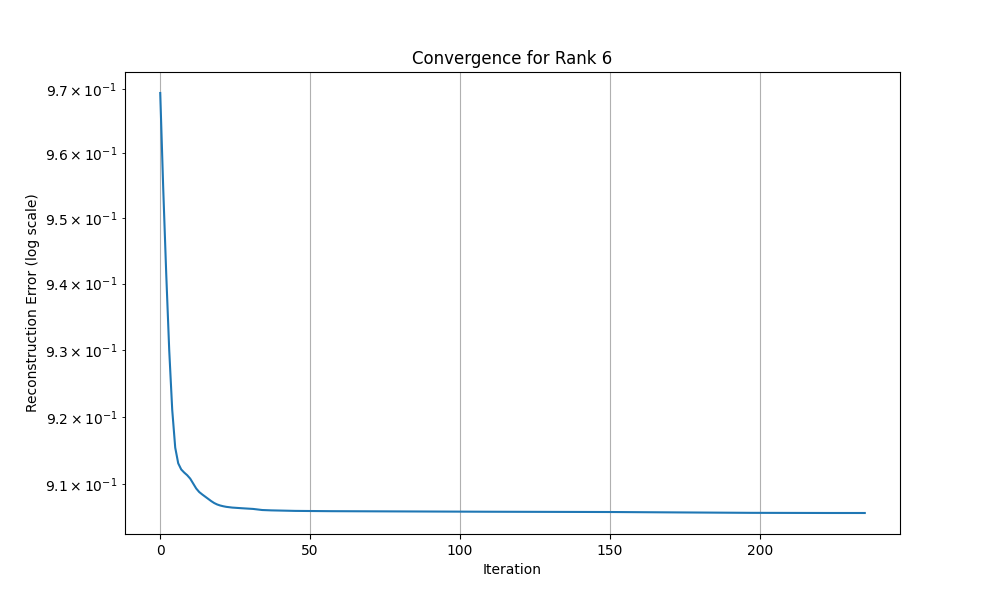 Convergence for Rank 6
Reconstruction Error (log scale)
9.7 × 10⁻¹
9.6 × 10⁻¹
9.5 × 10⁻¹
9.4 × 10⁻¹
9.3 × 10⁻¹
9.2 × 10⁻¹
9.1 × 10⁻¹
0 50 100 150 200
Iteration